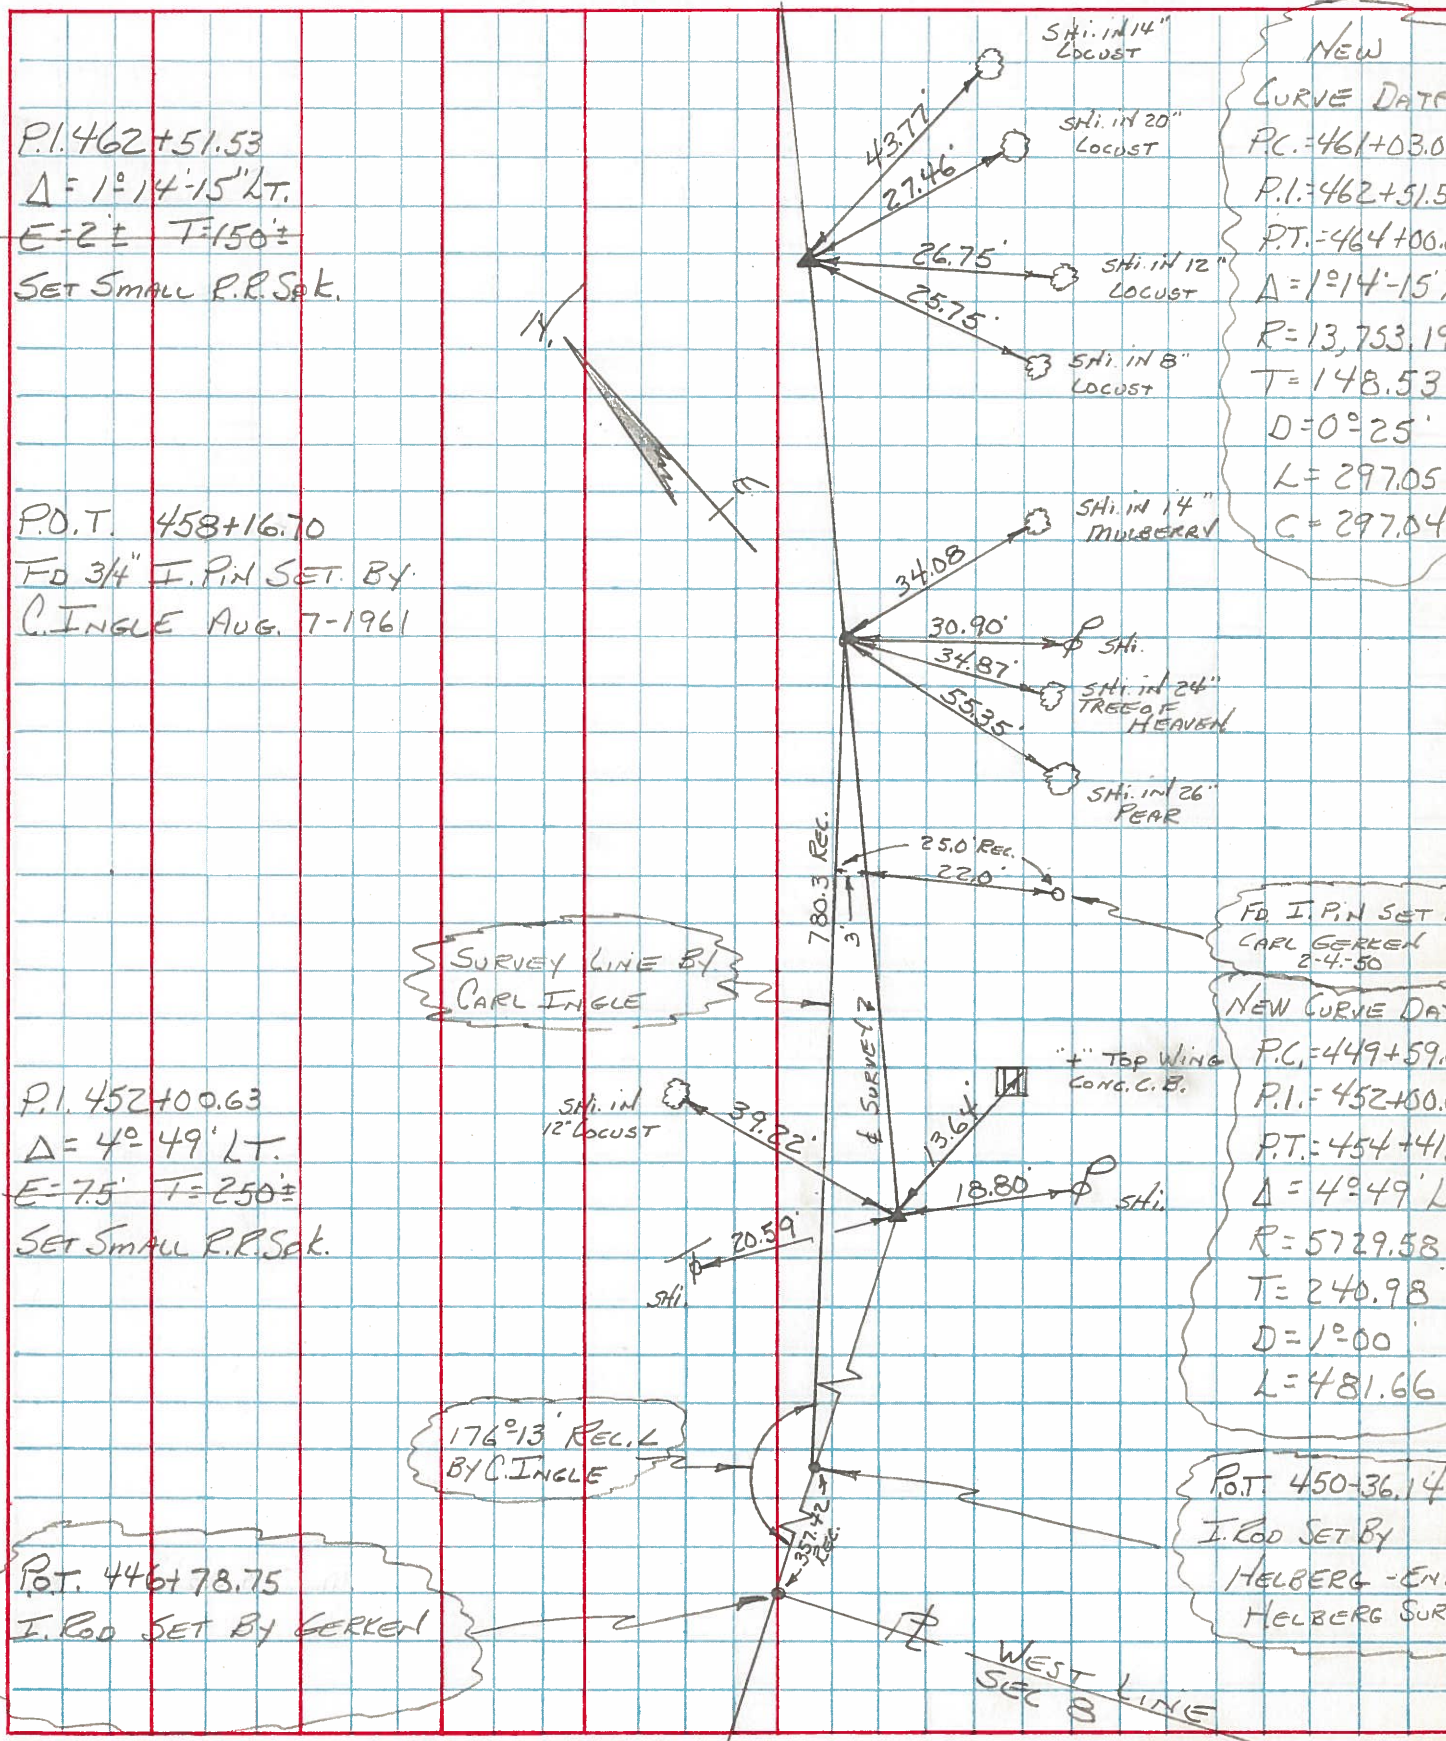 P.I. 462+51.53
Δ = 1°-14'-15" LT.
E=2'± T=150'±
SET SMALL R.R. SPK.
P.O.T. 458+16.70
FD 3/4" I. PIN SET. BY
C. INGLE AUG. 7-1961
P.I. 452+00.63
Δ = 4°-49' LT.
E=7.5' T=250'±
SET SMALL R.R. SPK.
P.O.T. 446+78.75
I. ROD SET BY GERKEN
SURVEY LINE BY
CARL INGLE
176°-13' REC. ∠
BY C. INGLE
N.
SHi. IN 14"
LOCUST
43.77'
SHi. IN 20"
LOCUST
27.46'
26.75'
SHi. IN 12"
LOCUST
25.75'
SHi. IN 8"
LOCUST
SHi. IN 14"
MULBERRY
34.08
30.90'
SHi.
34.87'
SHi. IN 24"
TREE OF
HEAVEN
55.35'
SHi. IN 26"
PEAR
780.3 REC.
25.0' REC.
22.0'
3'
℄ SURVEY
"+" TOP WING
CONC. C.B.
13.64'
SHi. IN
12" LOCUST
39.22'
18.80'
SHi.
20.59'
SHi.
357.42
REC.
WEST LINE
SEC 8
NEW
CURVE DATA
P.C.=461+03.0
P.I.=462+51.5
P.T.=464+00.
Δ=1°14'-15"
R=13,753.19
T=148.53
D=0°-25'
L=297.05
C=297.04
FD. I. PIN SET
CARL GERKEN
2-4-50
NEW CURVE DA
P.C.=449+59.
P.I.=452+00.
P.T.=454+41.
Δ=4°49' L
R=5729.58
T=240.98
D=1°-00'
L=481.66
P.O.T. 450-36.14
I. ROD SET BY
HELBERG -EN.
HELBERG SUR